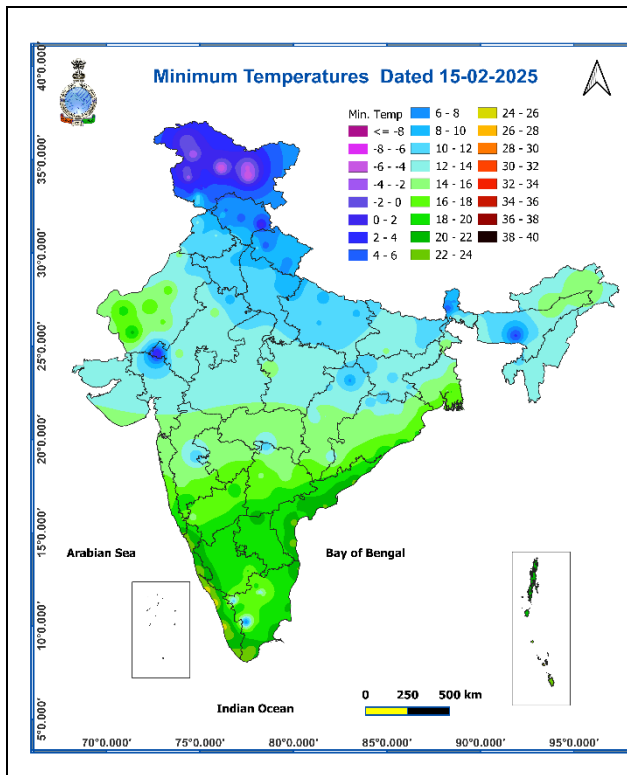 Minimum Temperatures Dated 15-02-2025
Min. Temp
<= -8
-8 - -6
-6 - -4
-4 - -2
-2 - 0
0 - 2
2 - 4
4 - 6
6 - 8
8 - 10
10 - 12
12 - 14
14 - 16
16 - 18
18 - 20
20 - 22
22 - 24
24 - 26
26 - 28
28 - 30
30 - 32
32 - 34
34 - 36
36 - 38
38 - 40
40°0.000'
35°0.000'
30°0.000'
25°0.000'
20°0.000'
15°0.000'
10°0.000'
5°0.000'
Arabian Sea
Bay of Bengal
Indian Ocean
0 250 500 km
70°0.000' 75°0.000' 80°0.000' 85°0.000' 90°0.000' 95°0.000'